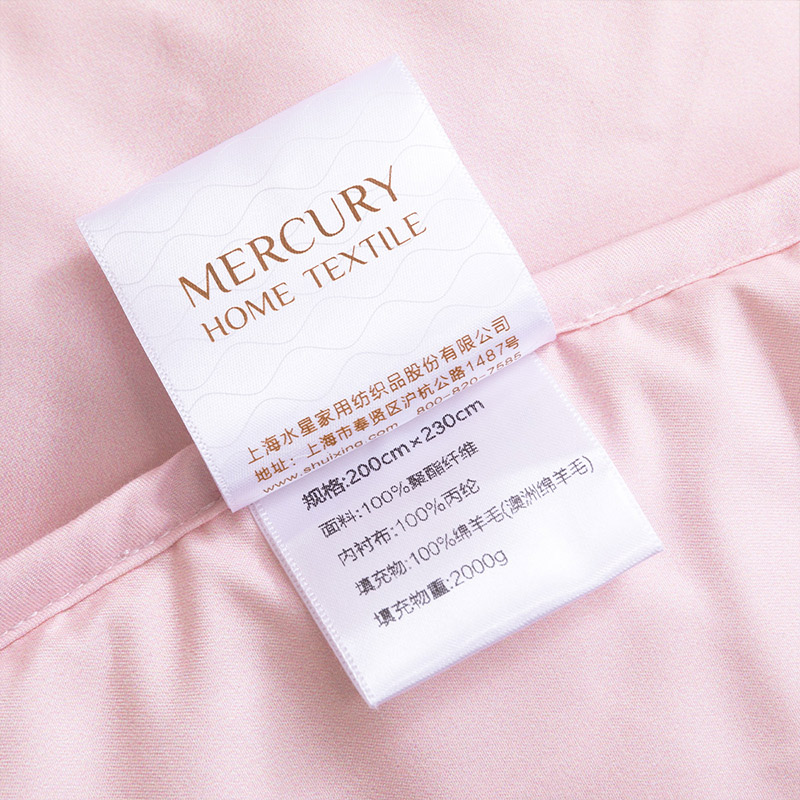 MERCURY
HOME TEXTILE
上海水星家用纺织品股份有限公司
地址：上海市奉贤区沪杭公路1487号
www.shuixing.com 800-820-7585
规格:200cm×230cm
面料:100%聚酯纤维
内衬布:100%丙纶
填充物:100%绵羊毛(澳洲绵羊毛)
填充物重:2000g